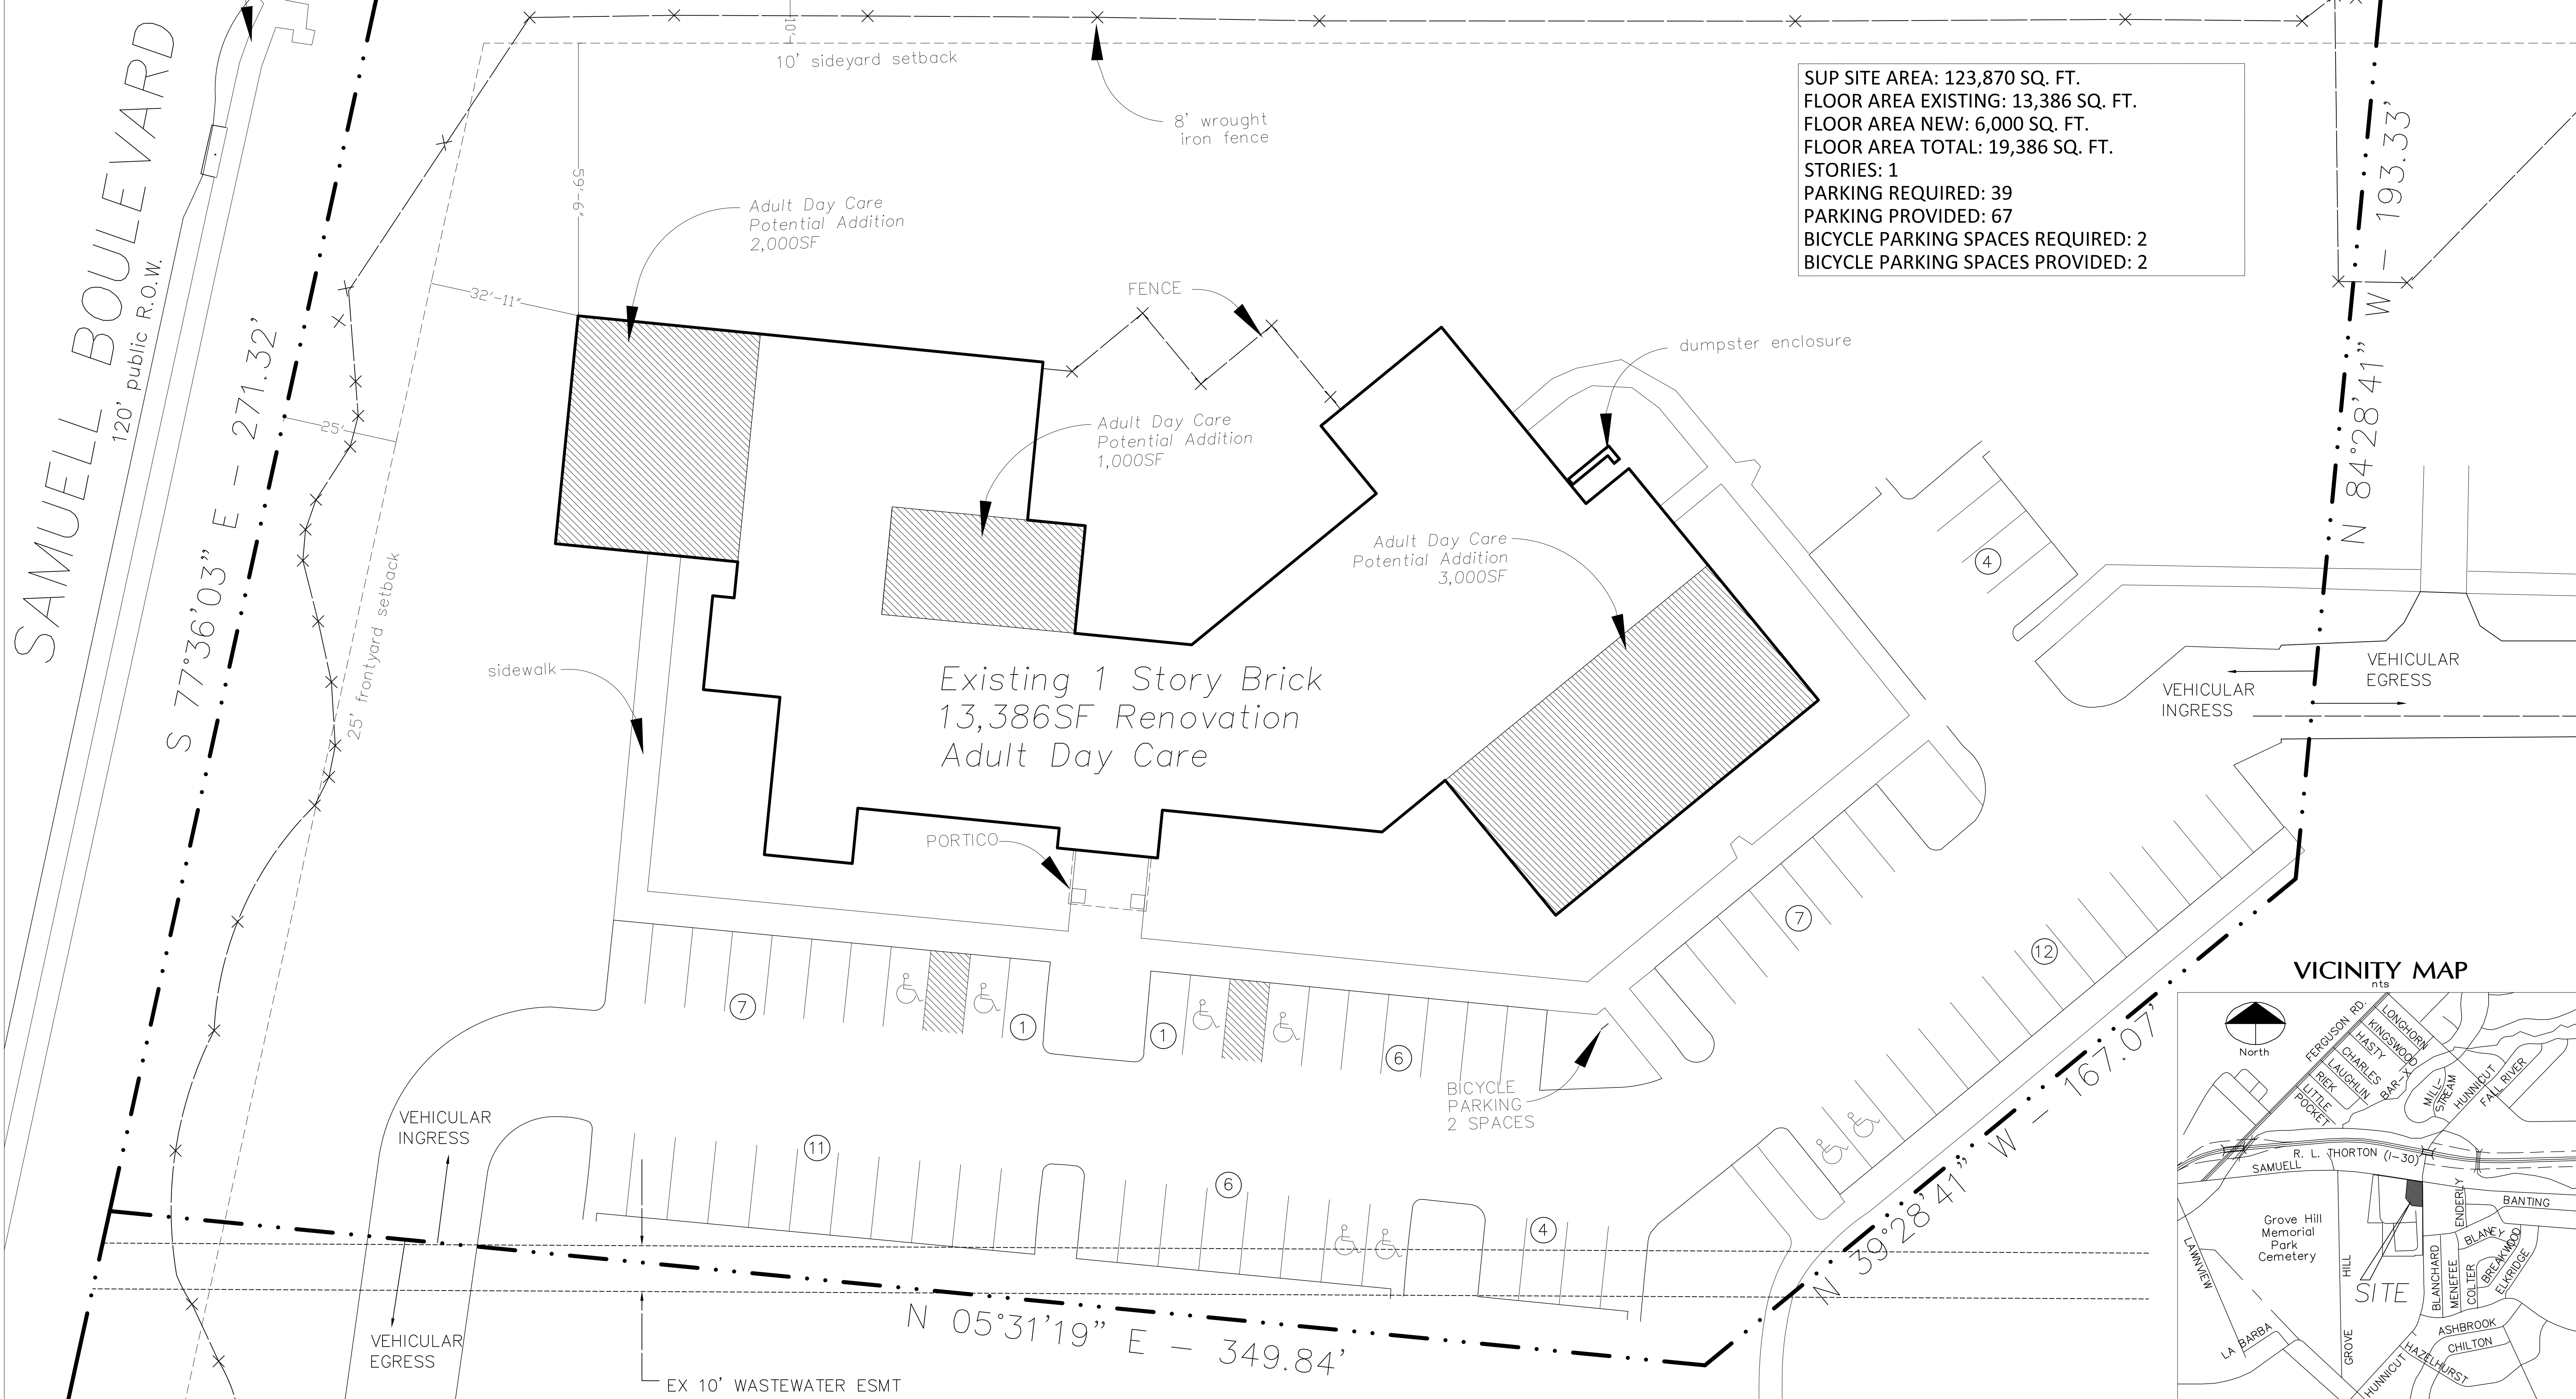 SAMUELL BOULEVARD
120' public R.O.W.
S 77°36'03" E - 271.32'
25'
25' frontyard setback
10'-
10' sideyard setback
59'-6"
32'-11"
8' wrought
iron fence
Adult Day Care
Potential Addition
2,000SF
FENCE
Adult Day Care
Potential Addition
1,000SF
SUP SITE AREA: 123,870 SQ. FT.
FLOOR AREA EXISTING: 13,386 SQ. FT.
FLOOR AREA NEW: 6,000 SQ. FT.
FLOOR AREA TOTAL: 19,386 SQ. FT.
STORIES: 1
PARKING REQUIRED: 39
PARKING PROVIDED: 67
BICYCLE PARKING SPACES REQUIRED: 2
BICYCLE PARKING SPACES PROVIDED: 2
N 84°28'41" W - 193.33'
dumpster enclosure
Adult Day Care
Potential Addition
3,000SF
4
sidewalk
Existing 1 Story Brick
13,386SF Renovation
Adult Day Care
VEHICULAR
INGRESS
VEHICULAR
EGRESS
PORTICO
7
12
7
1
1
6
BICYCLE
PARKING
2 SPACES
VEHICULAR
INGRESS
11
6
4
VEHICULAR
EGRESS
EX 10' WASTEWATER ESMT
N 05°31'19" E - 349.84'
N 39°28'41" W - 167.07'
VICINITY MAP
nts
North
FERGUSON RD.
LONGHORN
KINGSWOOD
HASTY
CHARLES
LAUGHLIN
RIEK
LITTLE
POCKET
BAR-X
MILL-
STREAM
HUNNICUT
FALL RIVER
R. L. THORTON (I-30)
SAMUELL
ENDERLY
BANTING
Grove Hill
Memorial
Park
Cemetery
BLANEY
BREAKWOOD
ELKRIDGE
LAWNVIEW
HILL
GROVE
SITE
BLANCHARD
MENEFEE
COLTER
LA BARBA
ASHBROOK
CHILTON
HAZELHURST
HUNNICUT